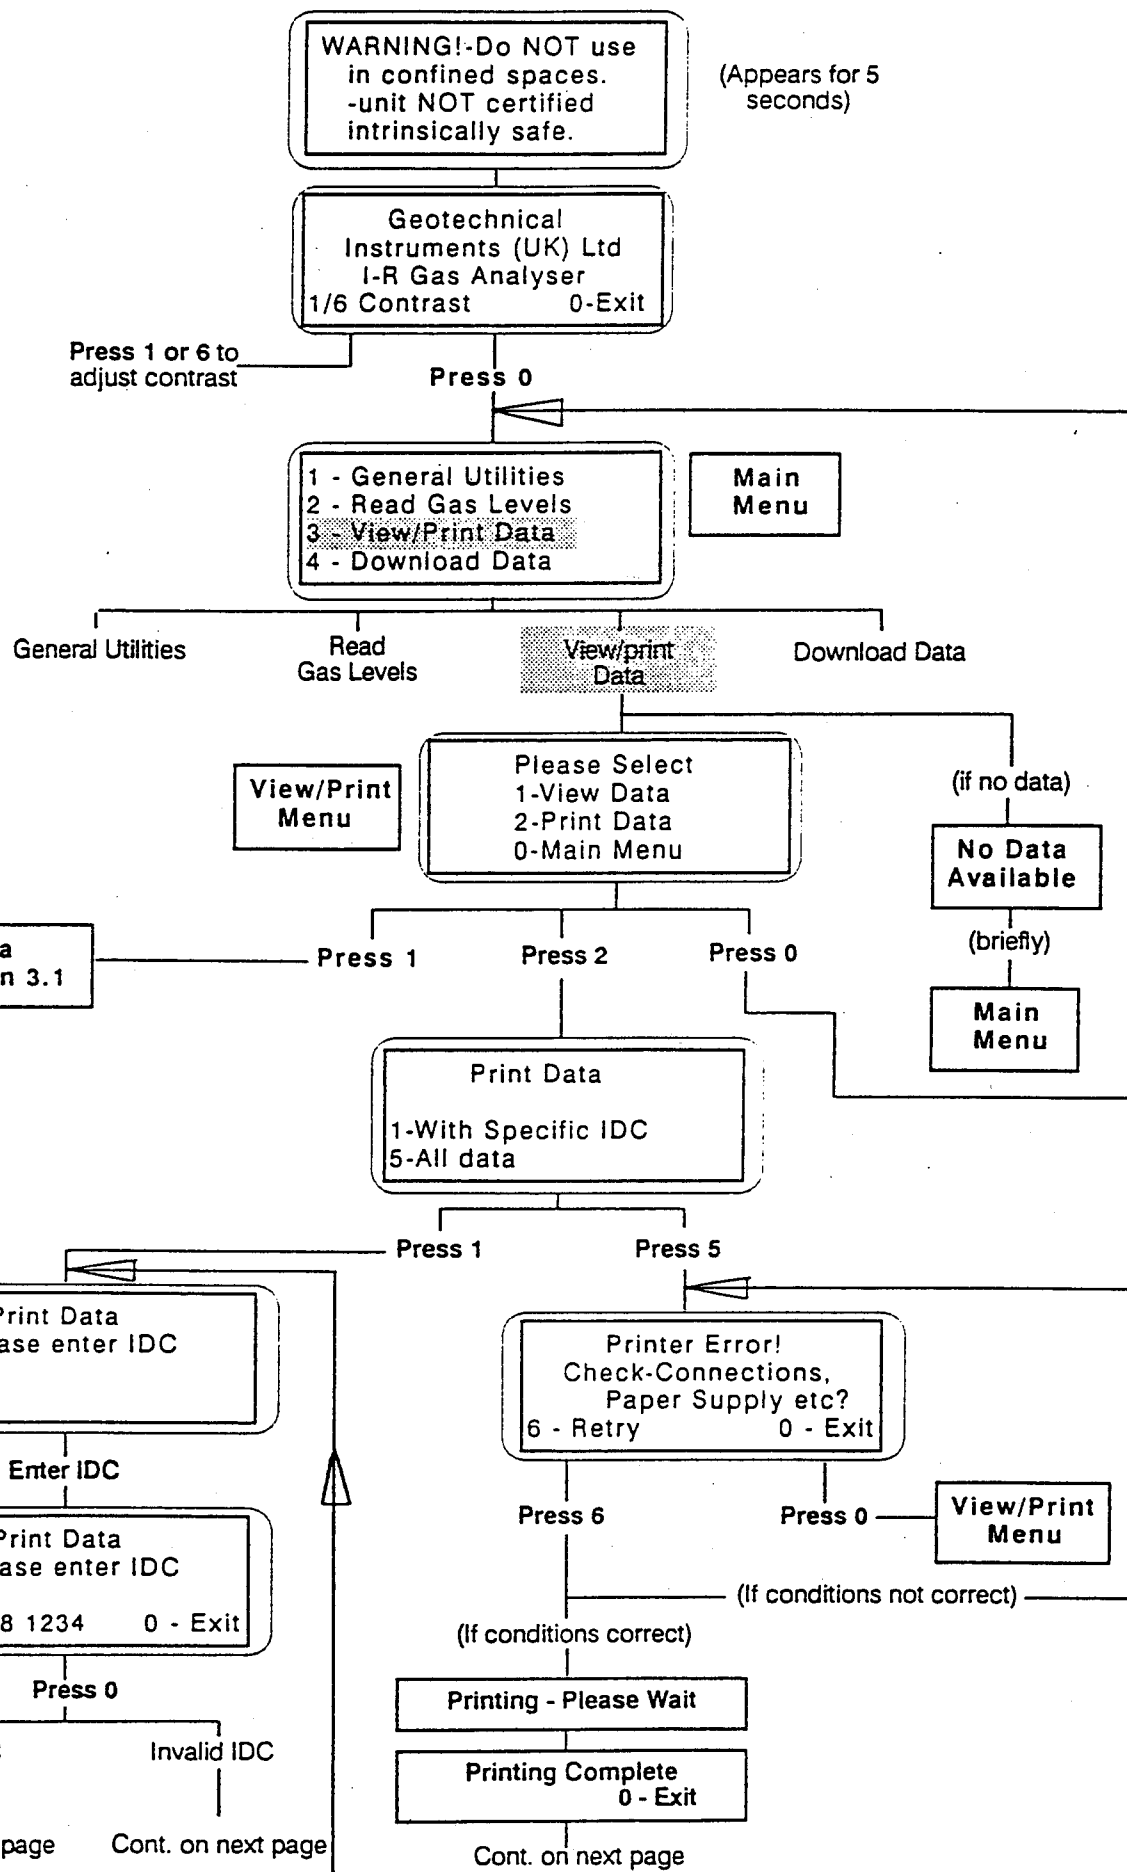 WARNING!-Do NOT use
in confined spaces.
-unit NOT certified
intrinsically safe.
(Appears for 5
seconds)
Geotechnical
Instruments (UK) Ltd
I-R Gas Analyser
1/6 Contrast 0-Exit
Press 1 or 6 to
adjust contrast
Press 0
1 - General Utilities
2 - Read Gas Levels
3 - View/Print Data
4 - Download Data
Main
Menu
General Utilities
Read
Gas Levels
View/print
Data
Download Data
View/Print
Menu
Please Select
1-View Data
2-Print Data
0-Main Menu
(if no data)
No Data
Available
(briefly)
Main
Menu
a
n 3.1
Press 1
Press 2
Press 0
Print Data
1-With Specific IDC
5-All data
Press 1
Press 5
Print Data
ase enter IDC
Enter IDC
Print Data
ase enter IDC
8 1234 0 - Exit
Press 0
Invalid IDC
page
Cont. on next page
Printer Error!
Check-Connections,
Paper Supply etc?
6 - Retry 0 - Exit
Press 6
Press 0
View/Print
Menu
(If conditions not correct)
(If conditions correct)
Printing - Please Wait
Printing Complete
0 - Exit
Cont. on next page